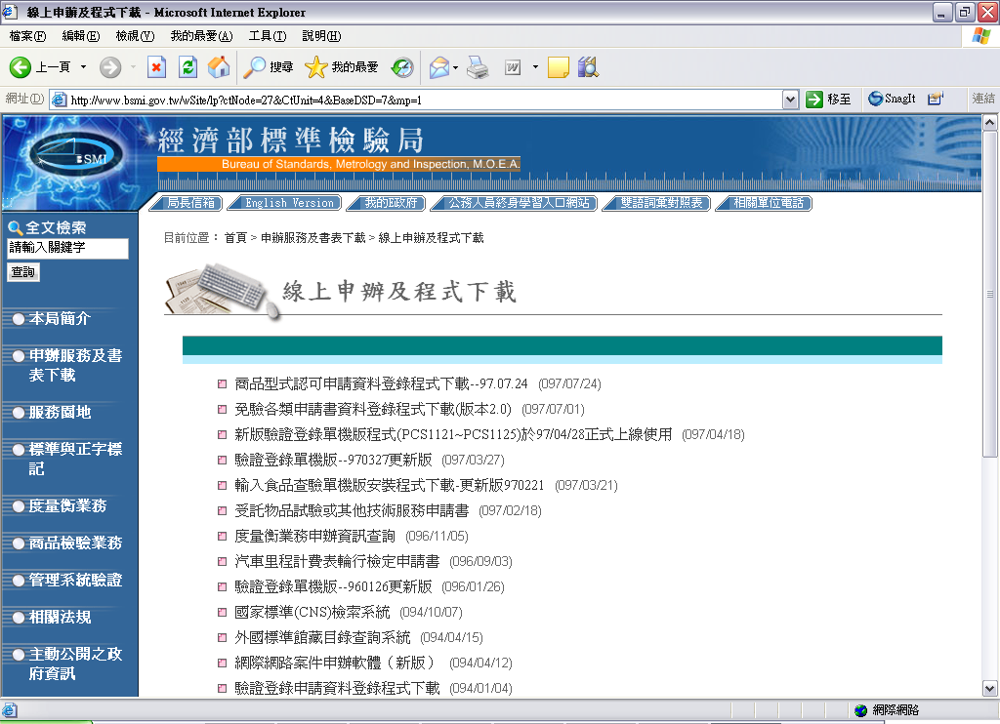 線上申辦及程式下載 - Microsoft Internet Explorer
檔案(F) 編輯(E) 檢視(V) 我的最愛(A) 工具(T) 說明(H)
上一頁 搜尋 我的最愛
網址(D) http://www.bsmi.gov.tw/wSite/lp?ctNode=27&CtUnit=4&BaseDSD=7&mp=1 移至 SnagIt 連結
BSMI
經濟部標準檢驗局
Bureau of Standards, Metrology and Inspection, M.O.E.A.
局長信箱 English Version 我的E政府 公務人員終身學習入口網站 雙語詞彙對照表 相關單位電話
全文檢索
請輸入關鍵字
查詢
本局簡介
申辦服務及書
表下載
服務園地
標準與正字標
記
度量衡業務
商品檢驗業務
管理系統驗證
相關法規
主動公開之政
府資訊
目前位置： 首頁 > 申辦服務及書表下載 > 線上申辦及程式下載
線上申辦及程式下載
商品型式認可申請資料登錄程式下載--97.07.24 (097/07/24)
免驗各類申請書資料登錄程式下載(版本2.0) (097/07/01)
新版驗證登錄單機版程式(PCS1121~PCS1125)於97/04/28正式上線使用 (097/04/18)
驗證登錄單機版--970327更新版 (097/03/27)
輸入食品查驗單機版安裝程式下載-更新版970221 (097/03/21)
受託物品試驗或其他技術服務申請書 (097/02/18)
度量衡業務申辦資訊查詢 (096/11/05)
汽車里程計費表輪行檢定申請書 (096/09/03)
驗證登錄單機版--960126更新版 (096/01/26)
國家標準(CNS)檢索系統 (094/10/07)
外國標準館藏目錄查詢系統 (094/04/15)
網際網路案件申辦軟體（新版） (094/04/12)
驗證登錄申請資料登錄程式下載 (094/01/04)
網際網路